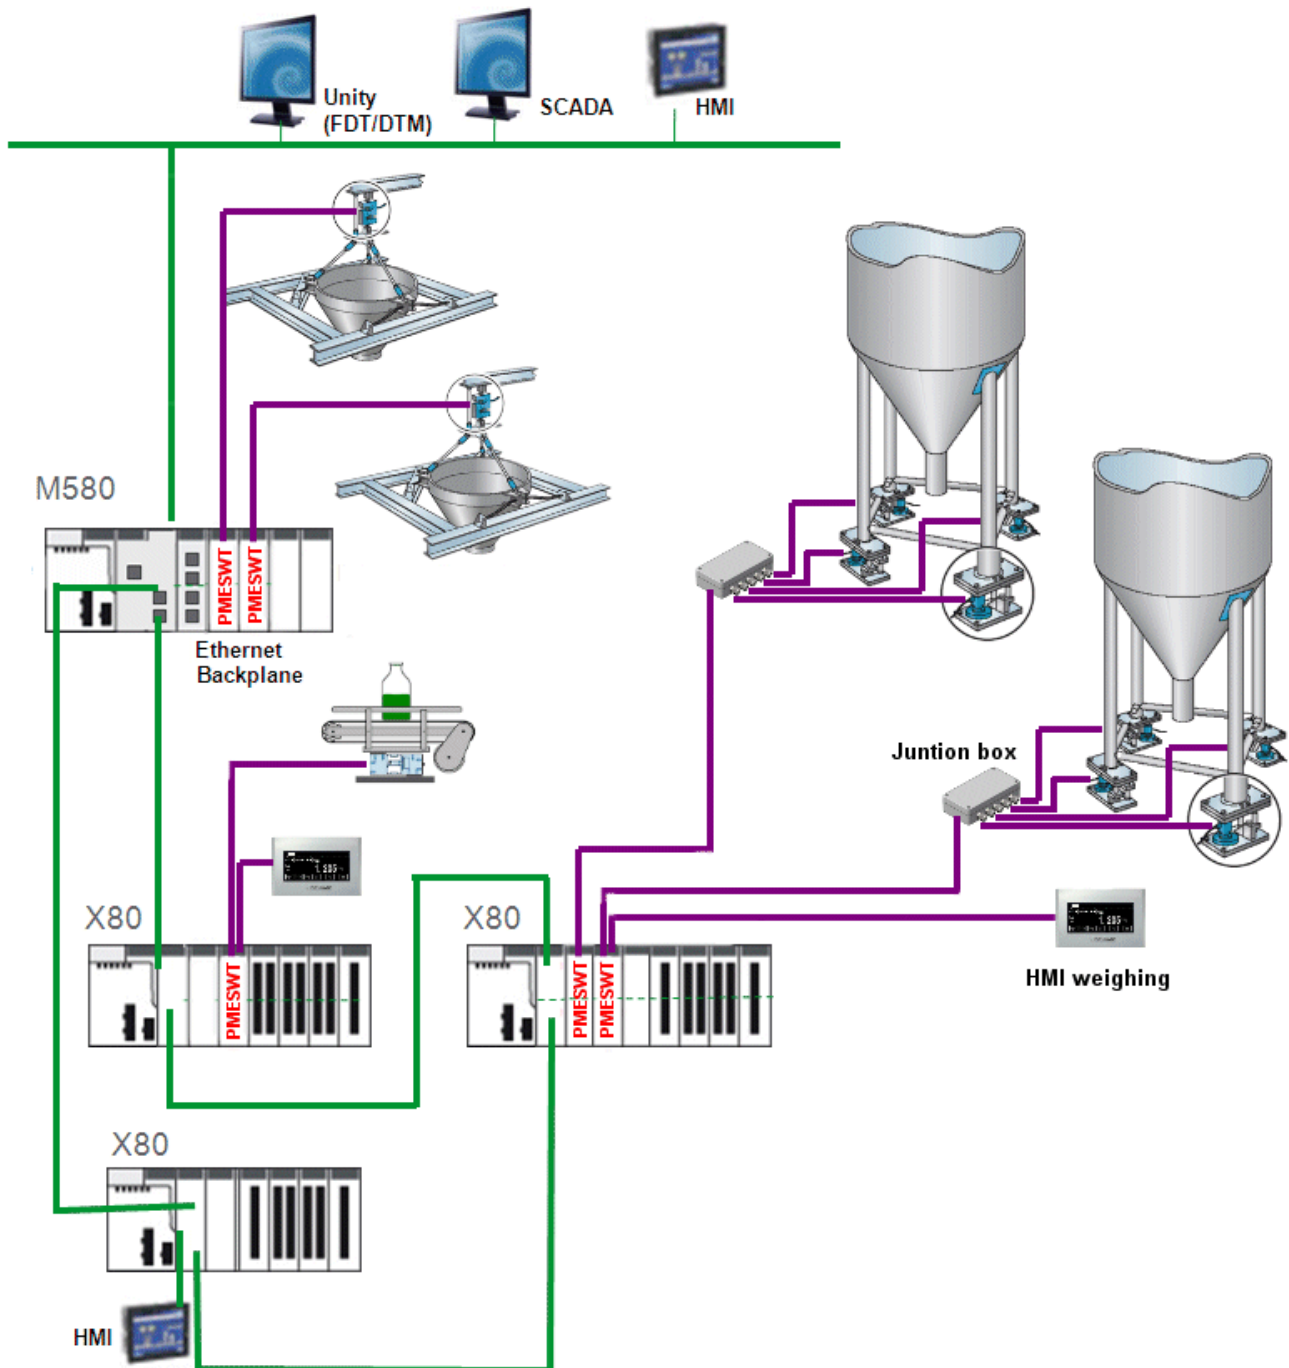 Unity
(FDT/DTM)
SCADA
HMI
M580
PMESWT
PMESWT
Ethernet
Backplane
Juntion box
X80
X80
PMESWT
PMESWT
PMESWT
HMI weighing
X80
HMI